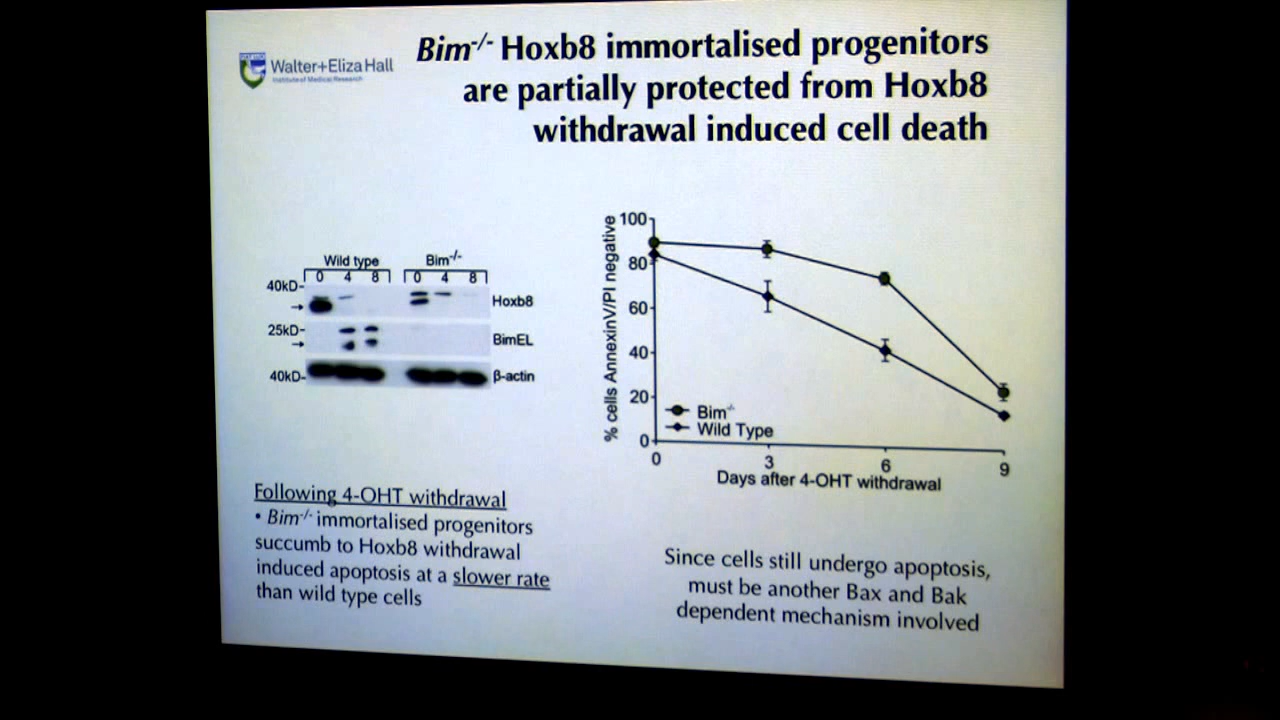 Bim-/- Hoxb8 immortalised progenitors
are partially protected from Hoxb8
withdrawal induced cell death
Walter+Eliza Hall
Institute of Medical Research
Wild type
Bim-/-
0 4 8 0 4 8
40kD
Hoxb8
25kD
BimEL
40kD
β-actin
% cells AnnexinV/PI negative
100
80
60
40
20
0
Bim-/-
Wild Type
0 3 6 9
Days after 4-OHT withdrawal
Following 4-OHT withdrawal
• Bim-/- immortalised progenitors
succumb to Hoxb8 withdrawal
induced apoptosis at a slower rate
than wild type cells
Since cells still undergo apoptosis,
must be another Bax and Bak
dependent mechanism involved